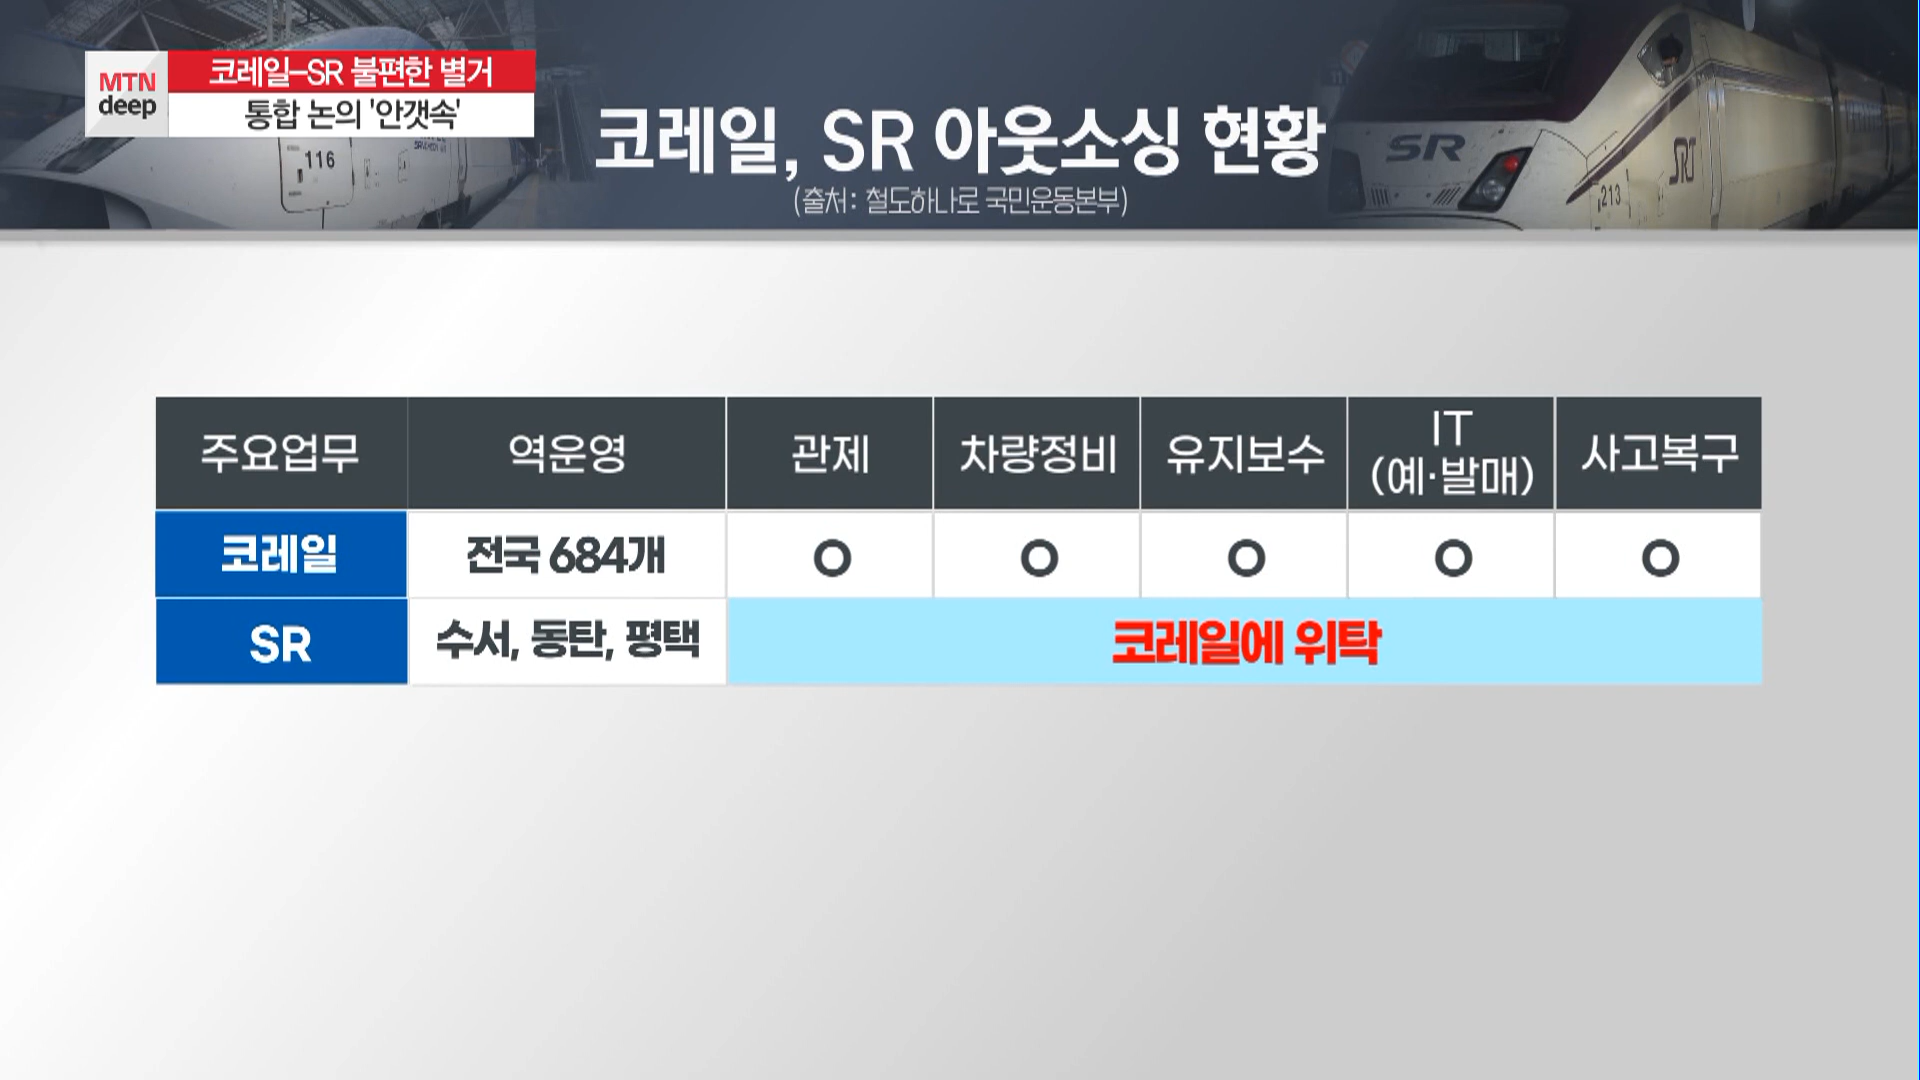 MTN
deep
코레일-SR 불편한 별거
통합 논의 '안갯속'
코레일, SR 아웃소싱 현황
(출처: 철도하나로 국민운동본부)
116
SR
SRT
213
주요업무 역운영 관제 차량정비 유지보수 IT (예·발매) 사고복구
코레일 전국 684개 O O O O O
SR 수서, 동탄, 평택 코레일에 위탁